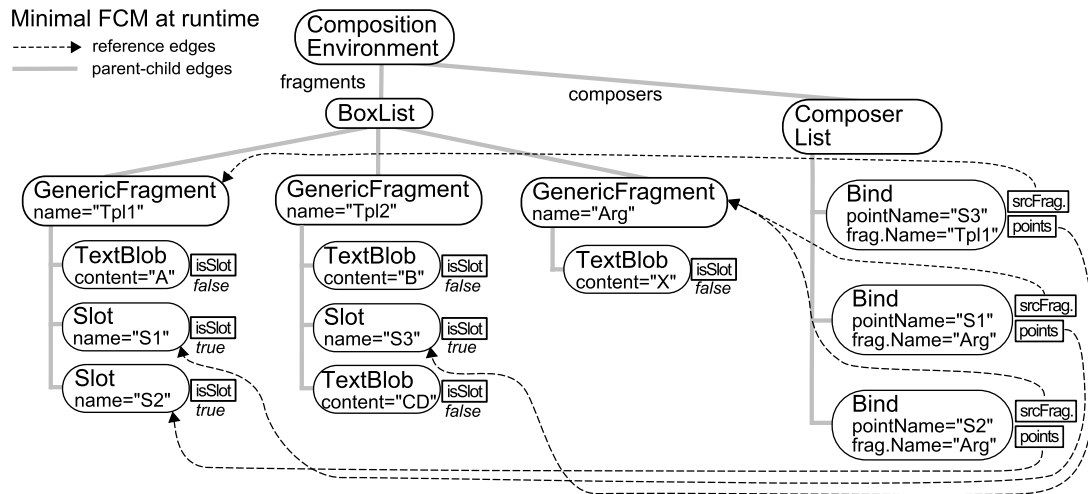 Minimal FCM at runtime
reference edges
parent-child edges
Composition
Environment
fragments
composers
BoxList
Composer
List
GenericFragment
name="Tpl1"
TextBlob
content="A"
isSlot
false
Slot
name="S1"
isSlot
true
Slot
name="S2"
isSlot
true
GenericFragment
name="Tpl2"
TextBlob
content="B"
isSlot
false
Slot
name="S3"
isSlot
true
TextBlob
content="CD"
isSlot
false
GenericFragment
name="Arg"
TextBlob
content="X"
isSlot
false
Bind
pointName="S3"
frag.Name="Tpl1"
srcFrag.
points
Bind
pointName="S1"
frag.Name="Arg"
srcFrag.
points
Bind
pointName="S2"
frag.Name="Arg"
srcFrag.
points